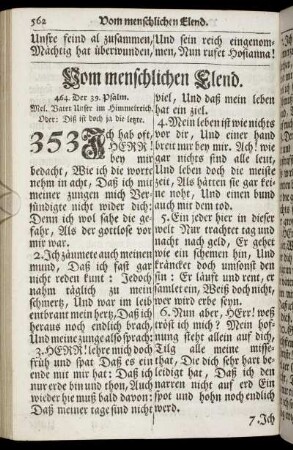 562 Vom menschlichen Elend.
Unsre feind al zusammen,
Mächtig hat überwunden,
Und sein reich eingenom-
men, Nun rufet Hosianna!
Vom menschlichen Elend.
464. Der 39. Psalm.
Mel. Vater Unser im Himmelreich.
Oder: Diß ist doch ja die letzte.
353 Ich hab oft,
HERR!
bey mir
bedacht, Wie ich die worte
nehm in acht, Daß ich mit
meiner zungen mich Ver-
sündigte nicht wider dich:
Denn ich wol sahe die ge-
fahr, Als der gottlose vor
mir war.
2. Ich zäumete auch meinen
mund, Daß ich fast gar
nicht reden kunt: Jedoch
nahm täglich zu mein
schmertz, Und war im leib
entbrant mein hertz, Daß ich
heraus noch endlich brach,
Und meine zunge also sprach:
3. HERR! lehre mich doch
früh und spat Daß es ein
ende mit mir hat: Daß ich
zur erde hin und thon, Auch
wieder hie muß bald davon:
Daß meiner tage sind nicht
viel, Und daß mein leben
hat ein ziel.
4. Mein leben ist wie nichts
vor dir, Und einer hand
breit nur bey mir. Ach! wie
gar nichts sind alle leut,
Und leben doch die meiste
zeit, Als hätten sie gar kei-
ne noht, Und einen bund
auch mit dem tod.
5. Ein jeder hier in dieser
welt Nur trachtet tag und
nacht nach geld, Er gehet
wie ein schemen hin, Und
kräncket doch umsonst den
sin: Er läuft und rent, er
samlet ein, Weiß doch nicht,
wer wird erbe seyn.
6. Nun aber, HErr! weß
tröst ich mich? Mein hof-
nung steht allein auf dich,
Tilg alle meine misse-
that, Die dich sehr hart be-
leidigt hat, Daß ich den
narren nicht auf erd Ein
spot und hohn noch endlich
werd.
7. Ich